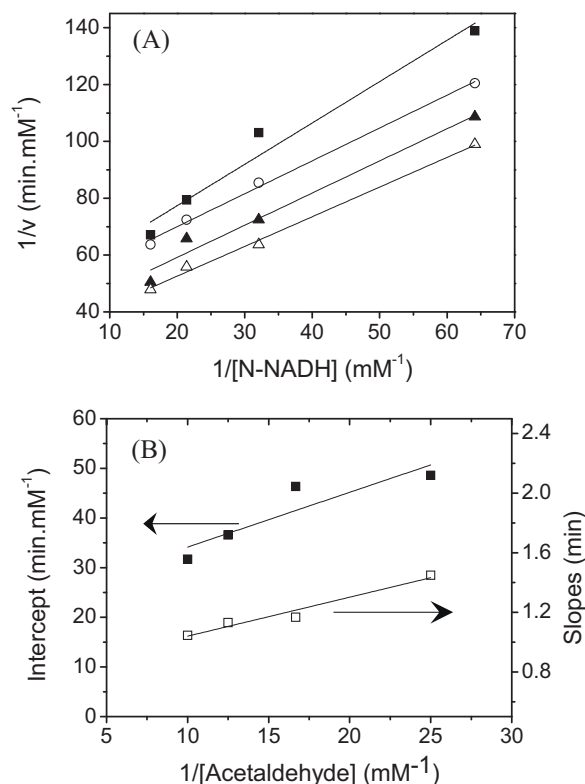 (A)
140
120
100
80
60
40
1/v (min.mM⁻¹)
10 20 30 40 50 60 70
1/[N-NADH] (mM⁻¹)
(B)
60
50
40
30
20
10
0
Intercept (min.mM⁻¹)
2.4
2.0
1.6
1.2
0.8
Slopes (min)
5 10 15 20 25 30
1/[Acetaldehyde] (mM⁻¹)